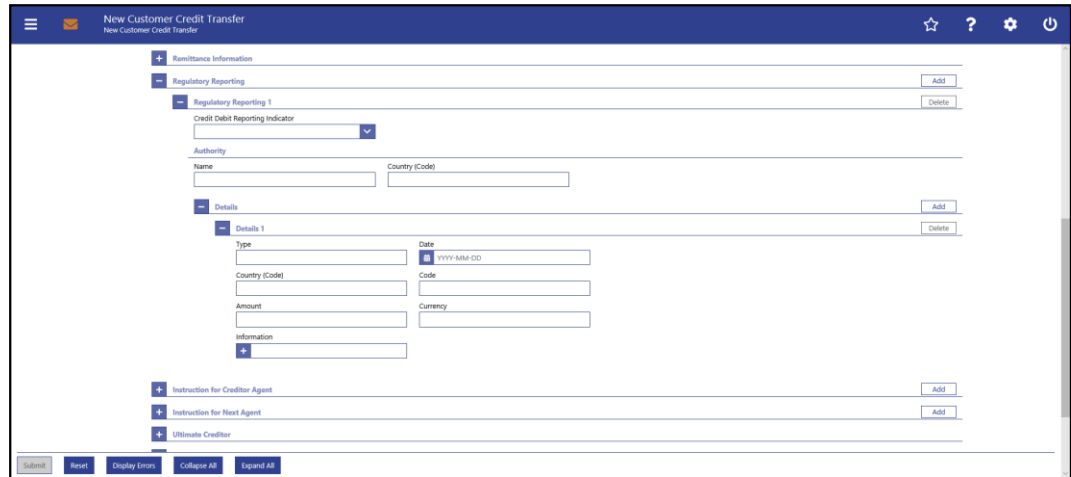 New Customer Credit Transfer
New Customer Credit Transfer
Remittance Information
Regulatory Reporting Add
Regulatory Reporting 1 Delete
Credit Debit Reporting Indicator
Authority
Name Country (Code)
Details Add
Details 1 Delete
Type Date
YYYY-MM-DD
Country (Code) Code
Amount Currency
Information
Instruction for Creditor Agent Add
Instruction for Next Agent Add
Ultimate Creditor
Submit Reset Display Errors Collapse All Expand All